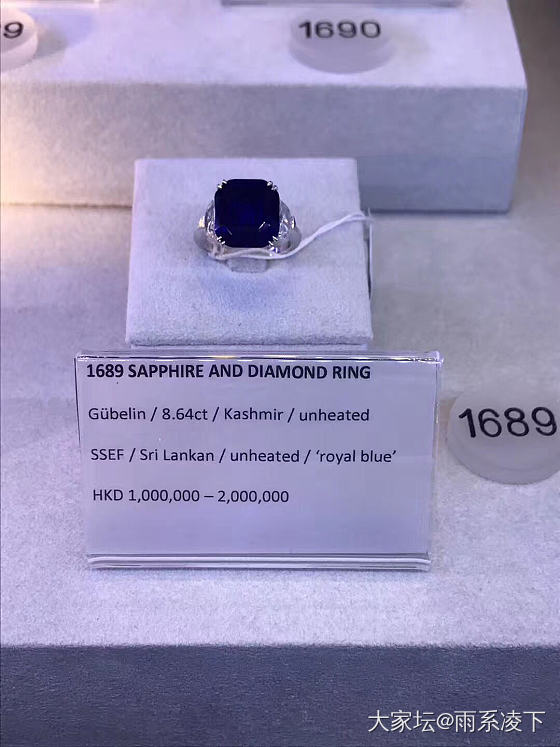 9
1690
1689 SAPPHIRE AND DIAMOND RING
Gübelin / 8.64ct / Kashmir / unheated
SSEF / Sri Lankan / unheated / ‘royal blue’
HKD 1,000,000 – 2,000,000
1689
大家坛@雨系凌下